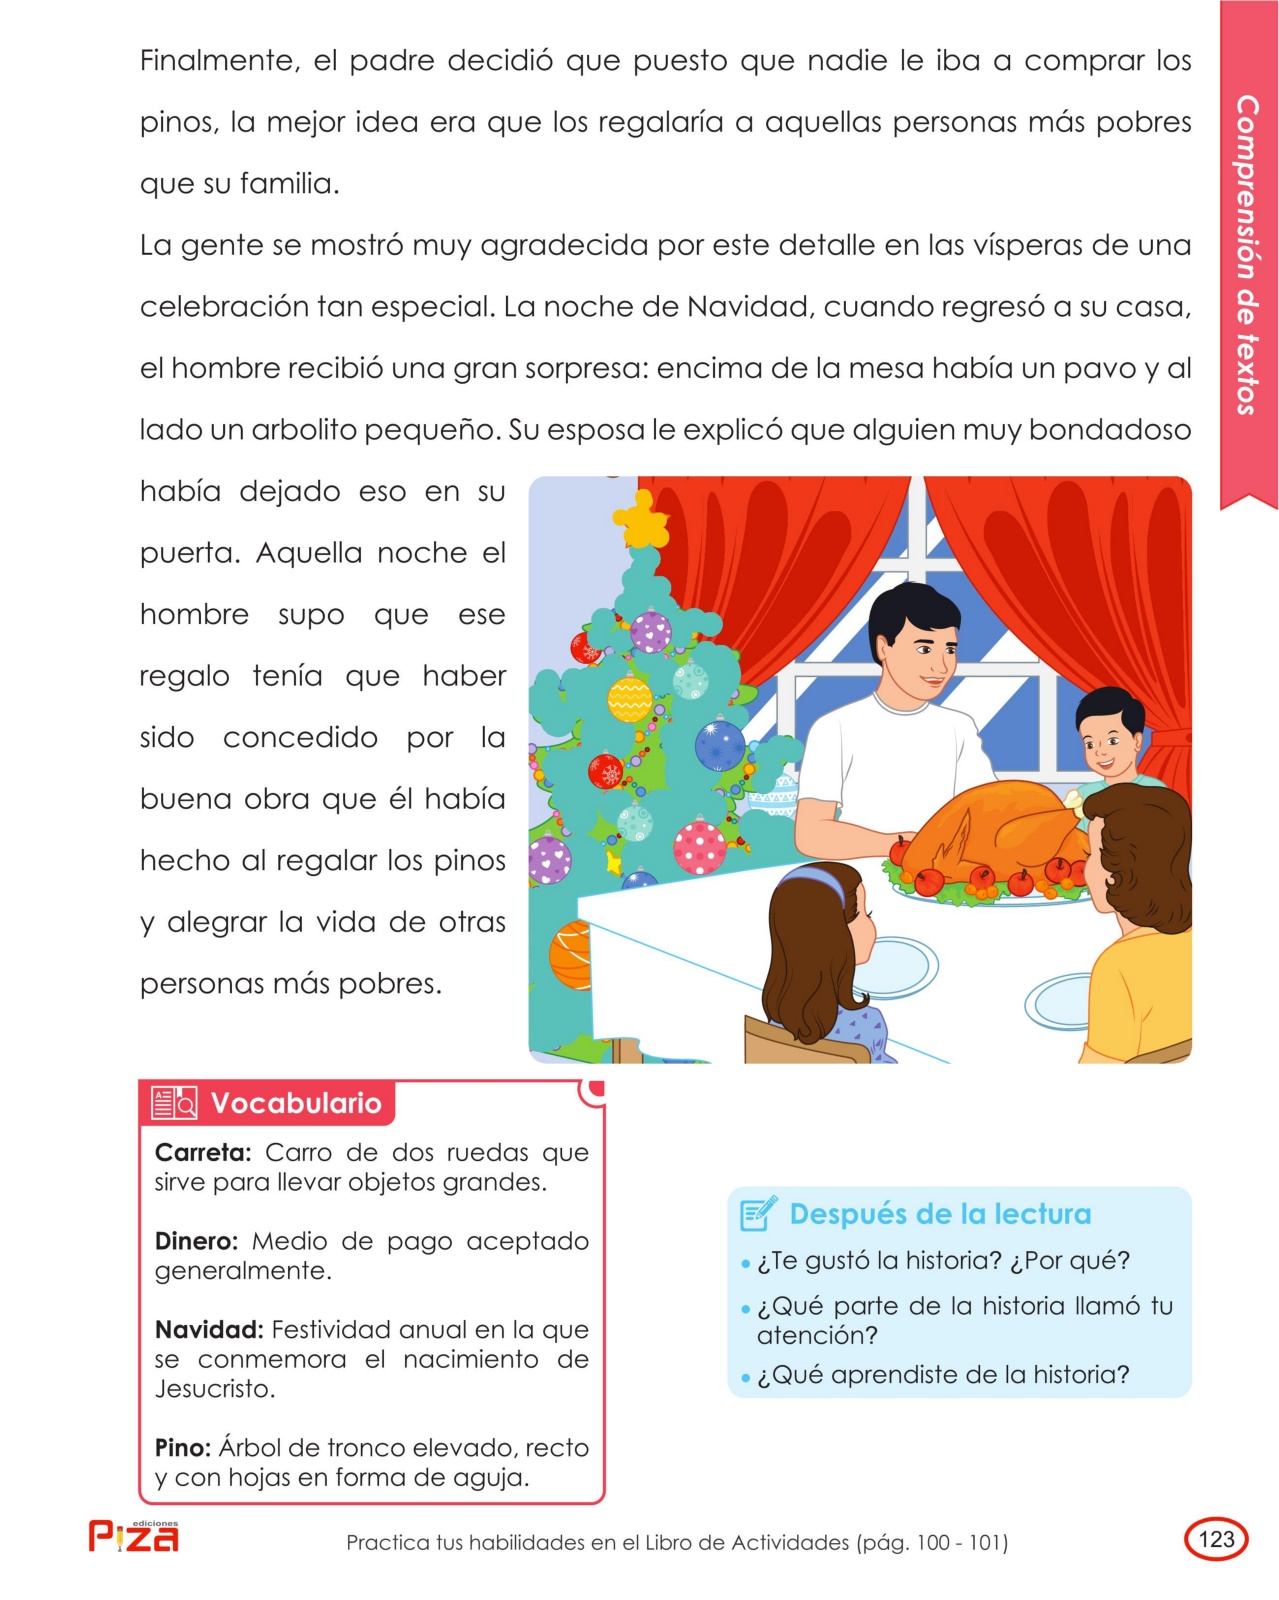 Finalmente, el padre decidió que puesto que nadie le iba a comprar los
pinos, la mejor idea era que los regalaría a aquellas personas más pobres
que su familia.
La gente se mostró muy agradecida por este detalle en las vísperas de una
celebración tan especial. La noche de Navidad, cuando regresó a su casa,
el hombre recibió una gran sorpresa: encima de la mesa había un pavo y al
lado un arbolito pequeño. Su esposa le explicó que alguien muy bondadoso
había dejado eso en su
puerta. Aquella noche el
hombre supo que ese
regalo tenía que haber
sido concedido por la
buena obra que él había
hecho al regalar los pinos
y alegrar la vida de otras
personas más pobres.
Comprensión de textos
Vocabulario
Carreta: Carro de dos ruedas que
sirve para llevar objetos grandes.
Dinero: Medio de pago aceptado
generalmente.
Navidad: Festividad anual en la que
se conmemora el nacimiento de
Jesucristo.
Pino: Árbol de tronco elevado, recto
y con hojas en forma de aguja.
Después de la lectura
• ¿Te gustó la historia? ¿Por qué?
• ¿Qué parte de la historia llamó tu
atención?
• ¿Qué aprendiste de la historia?
ediciones
Piza
Practica tus habilidades en el Libro de Actividades (pág. 100 - 101)
123